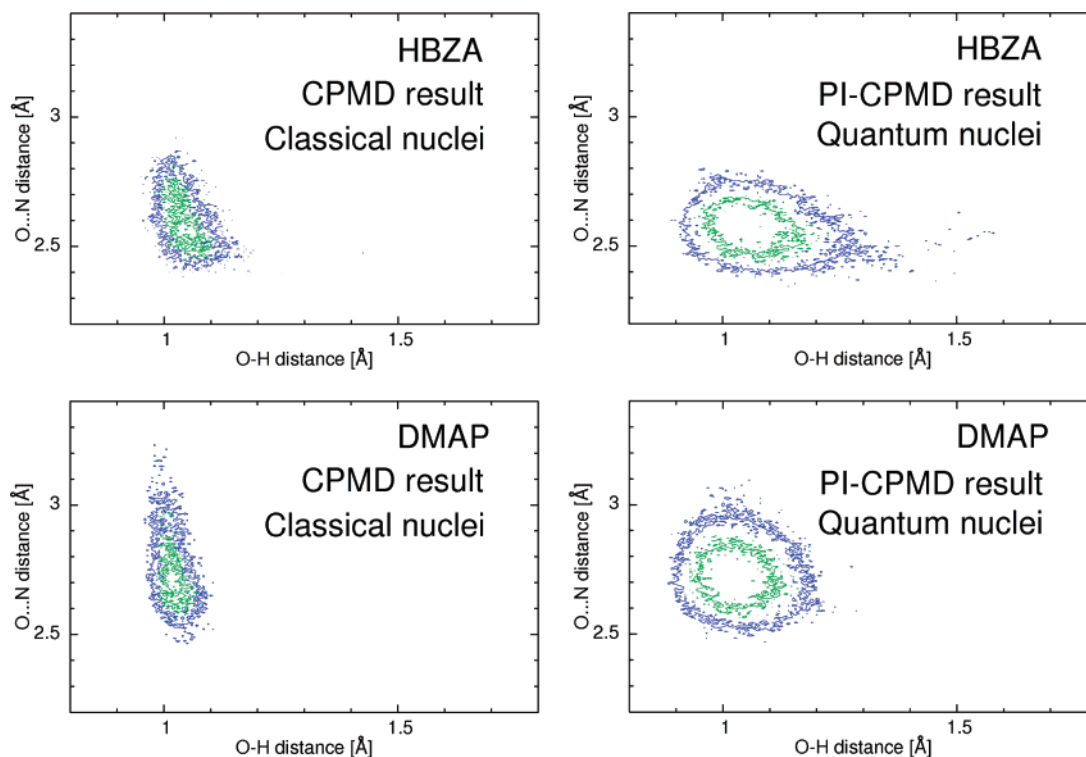 HBZA
CPMD result
Classical nuclei
O...N distance [Å]
3
2.5
1
1.5
O-H distance [Å]
HBZA
PI-CPMD result
Quantum nuclei
O...N distance [Å]
3
2.5
1
1.5
O-H distance [Å]
DMAP
CPMD result
Classical nuclei
O...N distance [Å]
3
2.5
1
1.5
O-H distance [Å]
DMAP
PI-CPMD result
Quantum nuclei
O...N distance [Å]
3
2.5
1
1.5
O-H distance [Å]